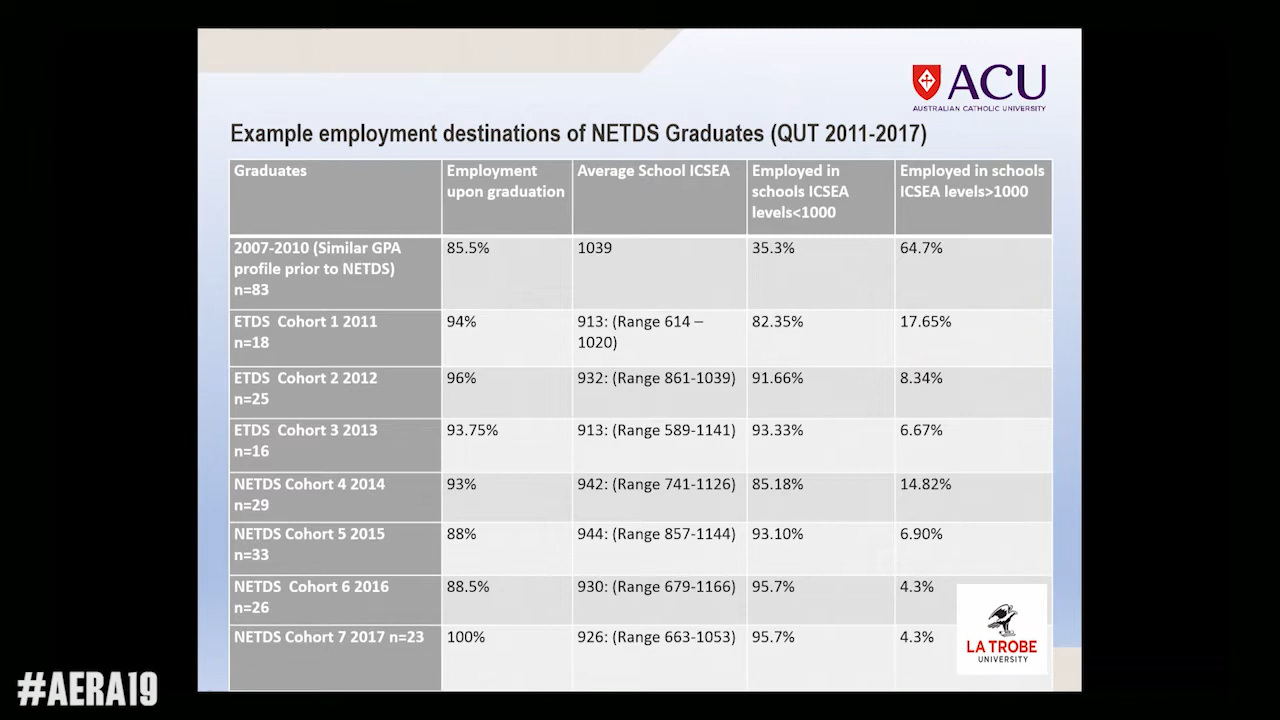 ACU
AUSTRALIAN CATHOLIC UNIVERSITY
Example employment destinations of NETDS Graduates (QUT 2011-2017)
Graduates
Employment
upon graduation
Average School ICSEA
Employed in
schools ICSEA
levels<1000
Employed in schools
ICSEA levels>1000
2007-2010 (Similar GPA
profile prior to NETDS)
n=83
85.5%
1039
35.3%
64.7%
ETDS Cohort 1 2011
n=18
94%
913: (Range 614 –
1020)
82.35%
17.65%
ETDS Cohort 2 2012
n=25
96%
932: (Range 861-1039)
91.66%
8.34%
ETDS Cohort 3 2013
n=16
93.75%
913: (Range 589-1141)
93.33%
6.67%
NETDS Cohort 4 2014
n=29
93%
942: (Range 741-1126)
85.18%
14.82%
NETDS Cohort 5 2015
n=33
88%
944: (Range 857-1144)
93.10%
6.90%
NETDS Cohort 6 2016
n=26
88.5%
930: (Range 679-1166)
95.7%
4.3%
NETDS Cohort 7 2017 n=23
100%
926: (Range 663-1053)
95.7%
4.3%
LA TROBE
UNIVERSITY
#AERA19